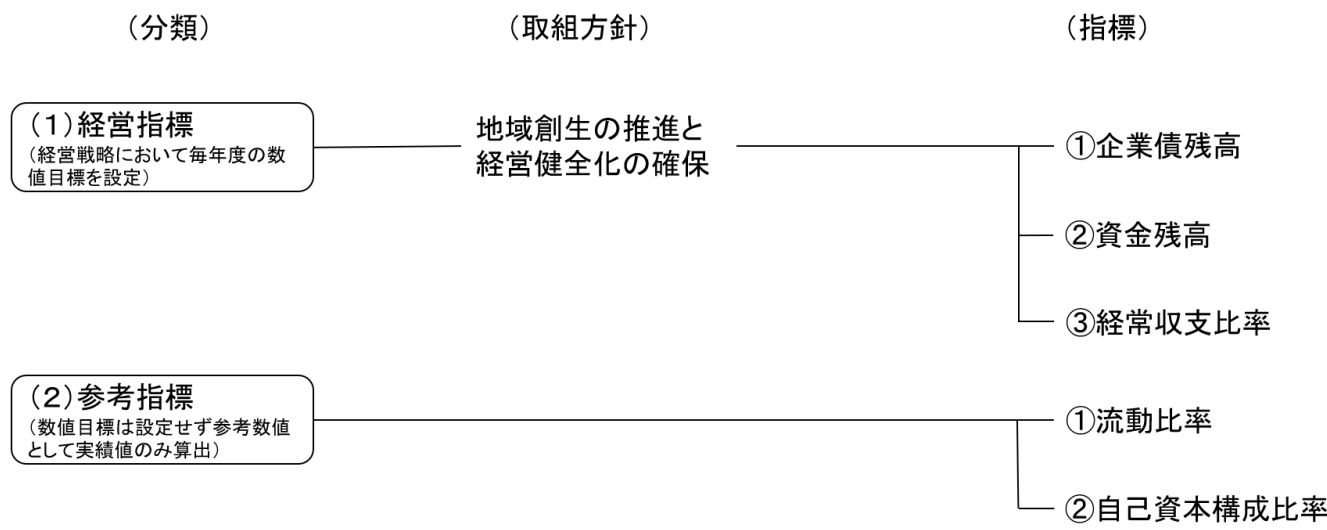 （分類）
（取組方針）
（指標）
（１）経営指標
（経営戦略において毎年度の数
値目標を設定）
地域創生の推進と
経営健全化の確保
①企業債残高
②資金残高
③経常収支比率
（２）参考指標
（数値目標は設定せず参考数値
として実績値のみ算出）
①流動比率
②自己資本構成比率